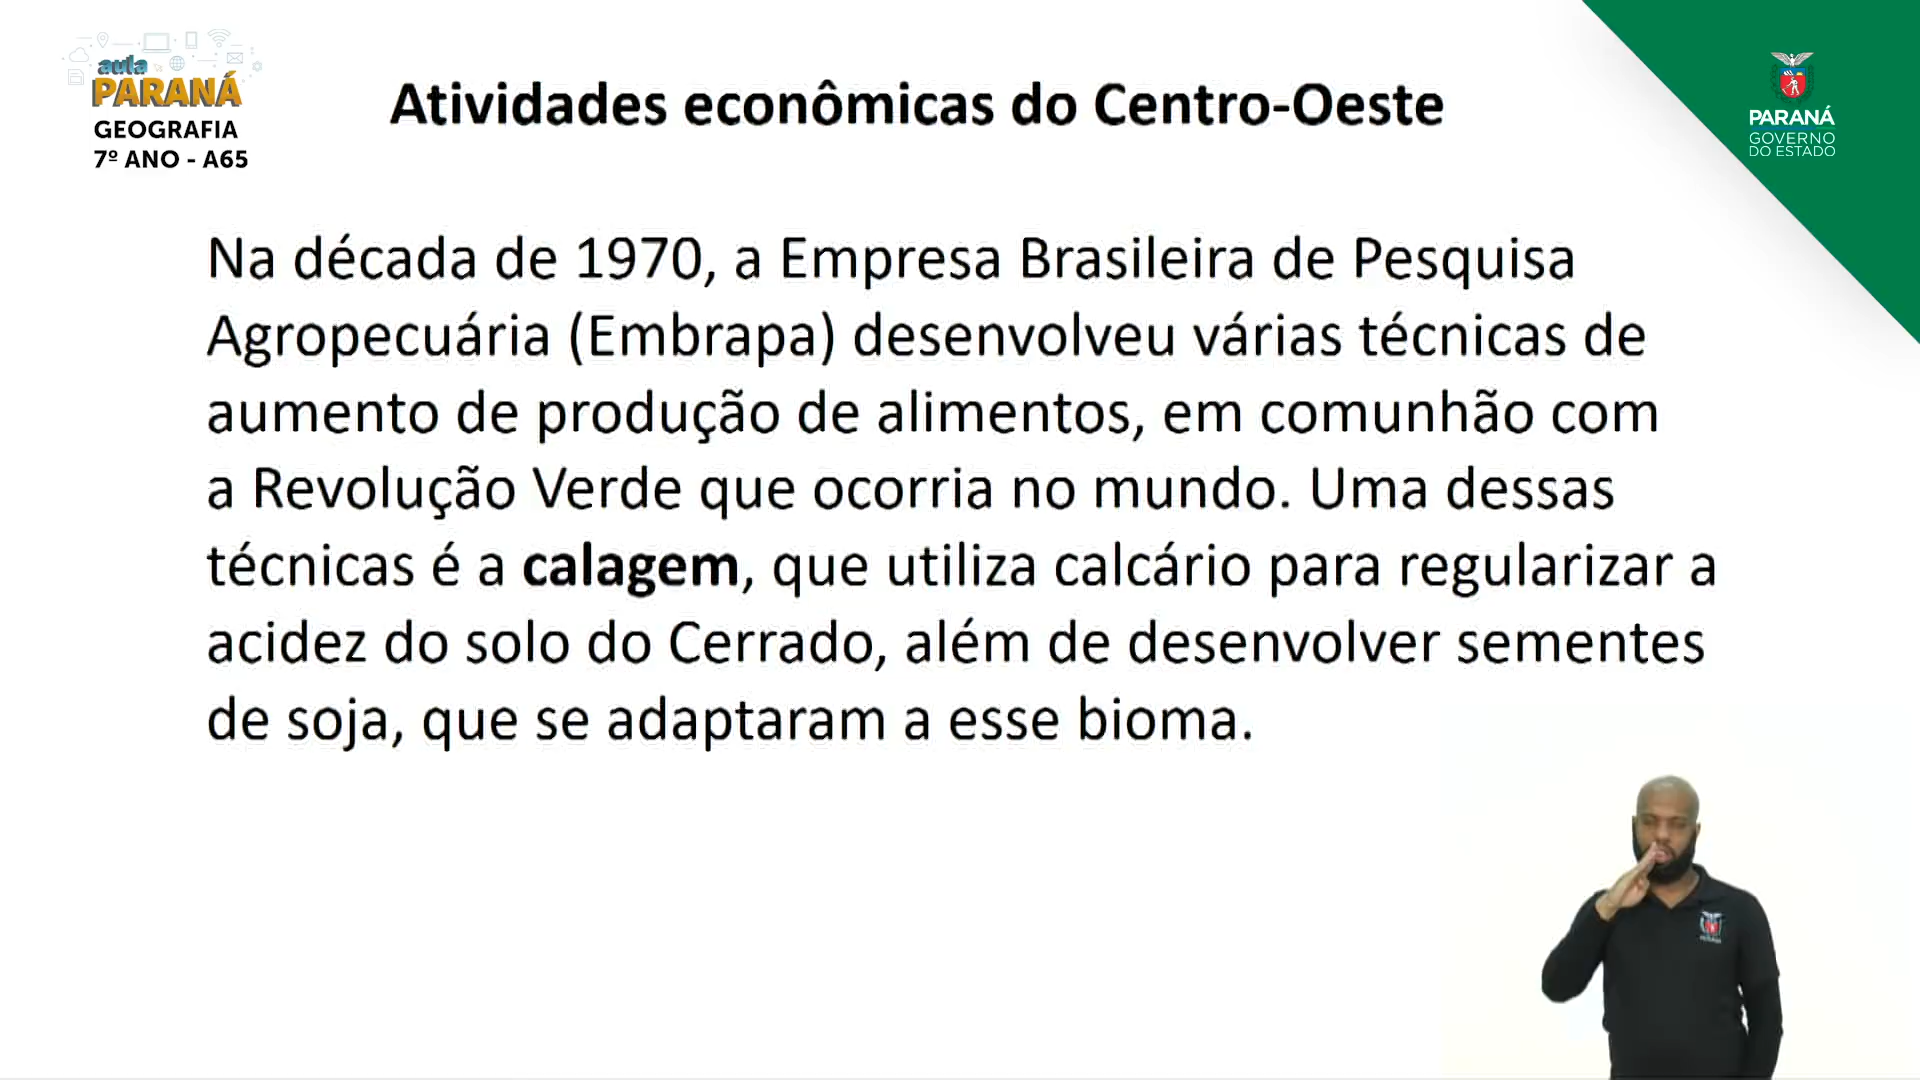 aula
PARANÁ
GEOGRAFIA
7º ANO - A65
Atividades econômicas do Centro-Oeste
PARANÁ
GOVERNO
DO ESTADO
Na década de 1970, a Empresa Brasileira de Pesquisa
Agropecuária (Embrapa) desenvolveu várias técnicas de
aumento de produção de alimentos, em comunhão com
a Revolução Verde que ocorria no mundo. Uma dessas
técnicas é a calagem, que utiliza calcário para regularizar a
acidez do solo do Cerrado, além de desenvolver sementes
de soja, que se adaptaram a esse bioma.